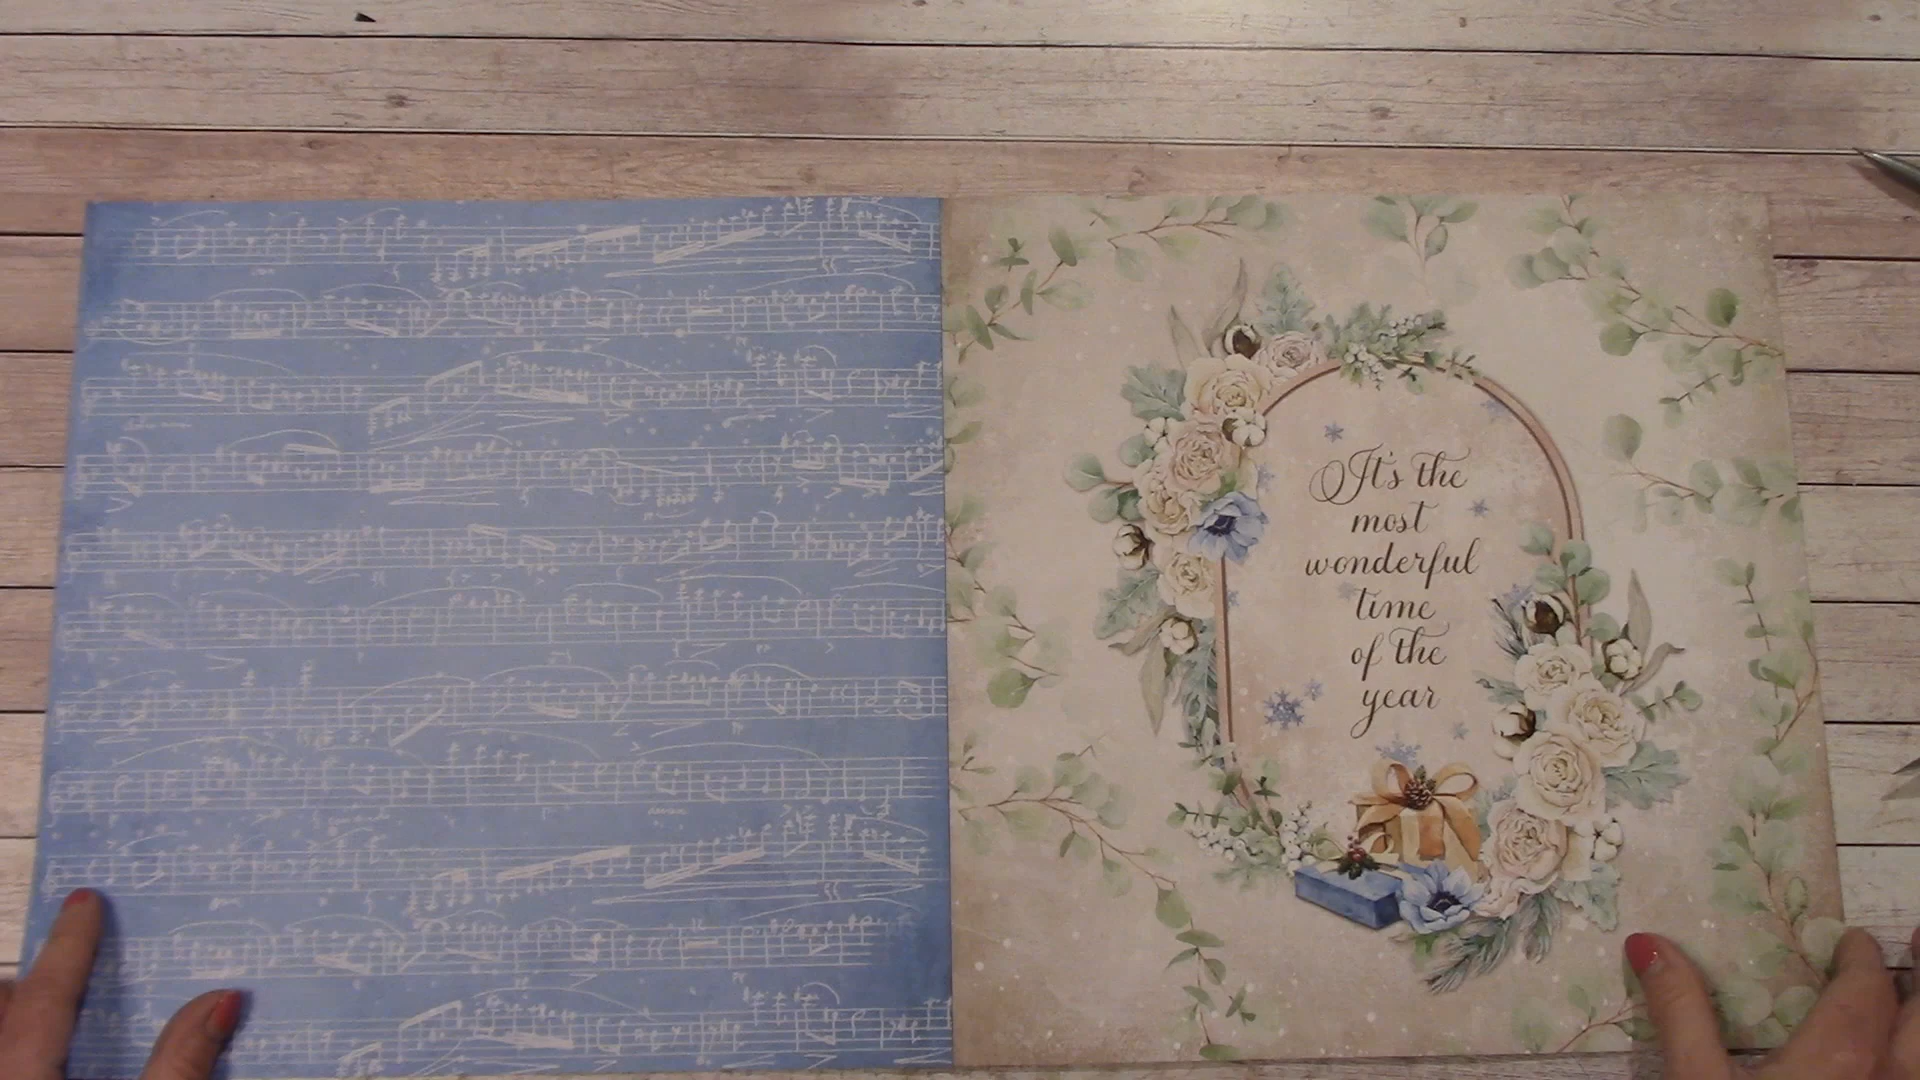 It's the
most
wonderful
time
of the
year